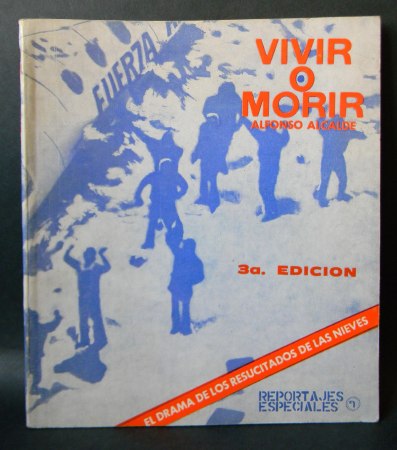 FUERZA
VIVIR
O
MORIR
ALFONSO ALCALDE
3a. EDICION
EL DRAMA DE LOS RESUCITADOS DE LAS NIEVES
REPORTAJES
ESPECIALES